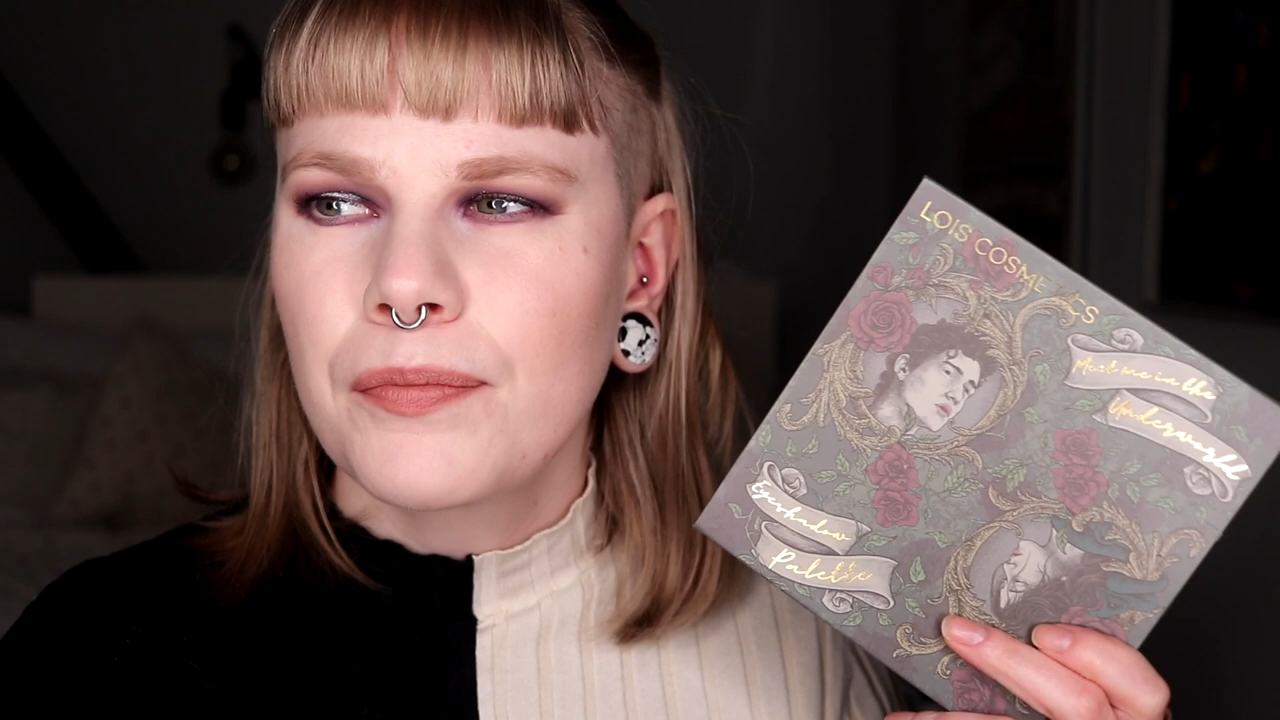 LOIS COSMETICS
Meet me in the
Underworld
Eyeshadow
Palette